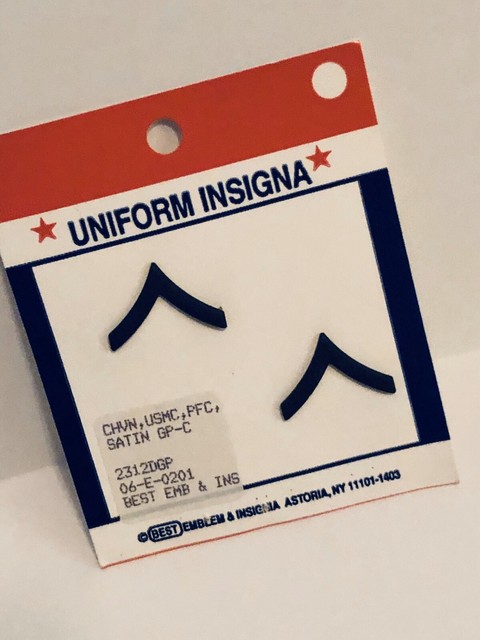 UNIFORM INSIGNA
CHVN,USMC,PFC,
SATIN GP-C
2312DGP
06-E-0201
BEST EMB & INS
© BEST EMBLEM & INSIGNIA ASTORIA, NY 11101-1403